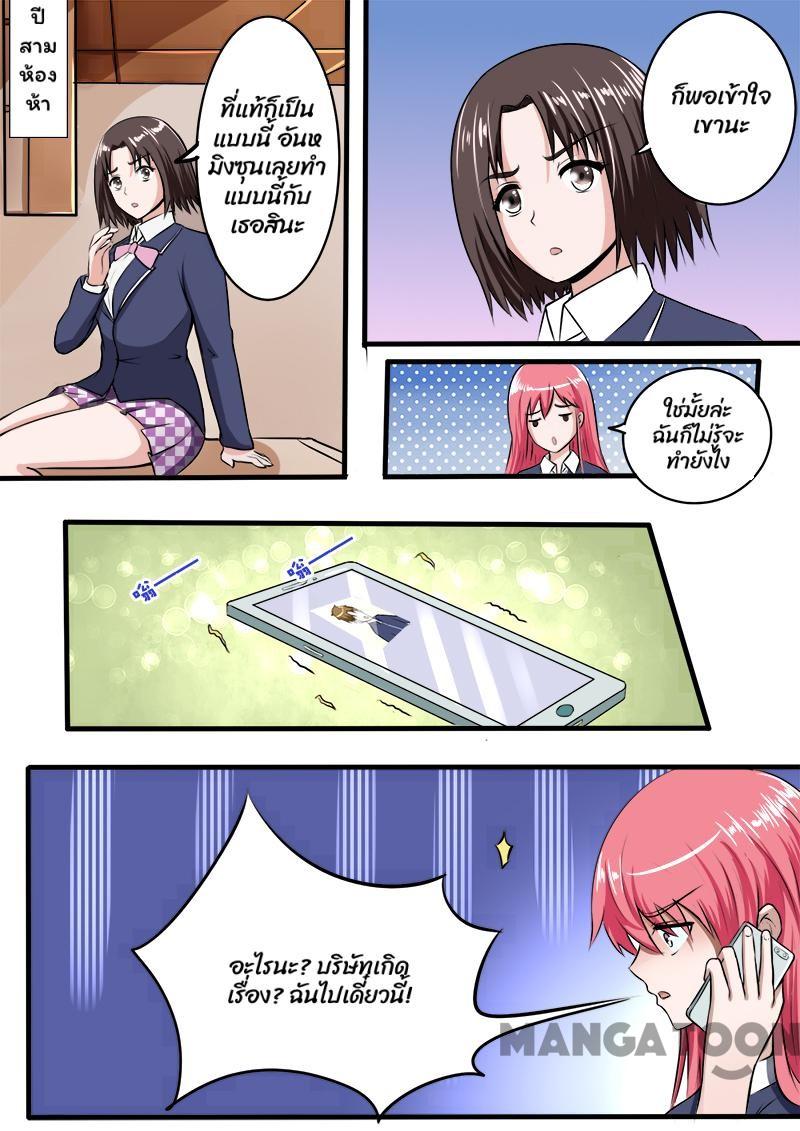 ปี
สาม
ห้อง
ห้า
ที่แท้ก็เป็น
แบบนี้ อันห
มิงซุนเลยทำ
แบบนี้กับ
เธอสินะ
ก็พอเข้าใจ
เขานะ
ใช่มั้ยล่ะ
ฉันก็ไม่รู้จะ
ทำยังไง
อะไรนะ? บริษัทเกิด
เรื่อง? ฉันไปเดี๋ยวนี้!
MANGA TOON